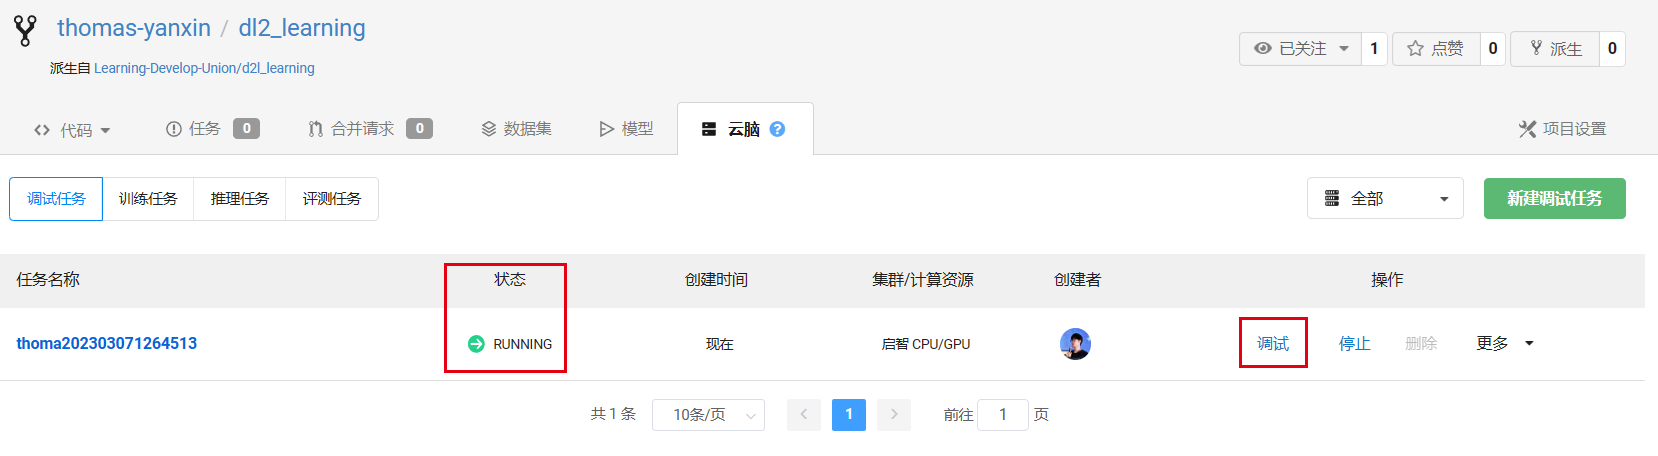 thomas-yanxin / dl2_learning
已关注 1 点赞 0 派生 0
派生自 Learning-Develop-Union/d2l_learning
代码 任务 0 合并请求 0 数据集 模型 云脑 ? 项目设置
调试任务 训练任务 推理任务 评测任务 全部 新建调试任务
任务名称 状态 创建时间 集群/计算资源 创建者 操作
thoma202303071264513 RUNNING 现在 启智 CPU/GPU 调试 停止 删除 更多
共 1 条 10条/页 < 1 > 前往 1 页